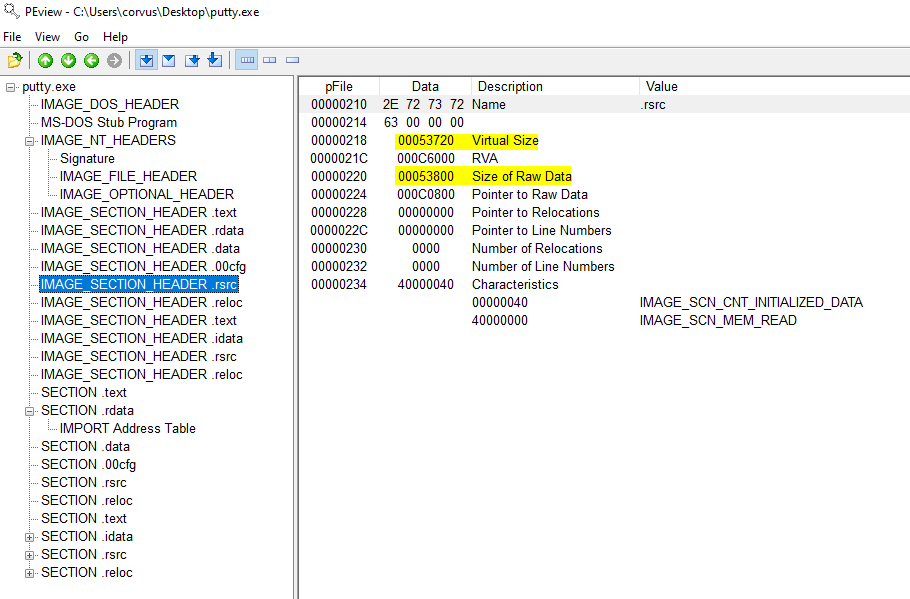 PEview - C:\Users\corvus\Desktop\putty.exe
File View Go Help
putty.exe
IMAGE_DOS_HEADER
MS-DOS Stub Program
IMAGE_NT_HEADERS
Signature
IMAGE_FILE_HEADER
IMAGE_OPTIONAL_HEADER
IMAGE_SECTION_HEADER .text
IMAGE_SECTION_HEADER .rdata
IMAGE_SECTION_HEADER .data
IMAGE_SECTION_HEADER .00cfg
IMAGE_SECTION_HEADER .rsrc
IMAGE_SECTION_HEADER .reloc
IMAGE_SECTION_HEADER .text
IMAGE_SECTION_HEADER .idata
IMAGE_SECTION_HEADER .rsrc
IMAGE_SECTION_HEADER .reloc
SECTION .text
SECTION .rdata
IMPORT Address Table
SECTION .data
SECTION .00cfg
SECTION .rsrc
SECTION .reloc
SECTION .text
SECTION .idata
SECTION .rsrc
SECTION .reloc
pFile Data Description Value
00000210 2E 72 73 72 Name .rsrc
00000214 63 00 00 00
00000218 00053720 Virtual Size
0000021C 000C6000 RVA
00000220 00053800 Size of Raw Data
00000224 000C0800 Pointer to Raw Data
00000228 00000000 Pointer to Relocations
0000022C 00000000 Pointer to Line Numbers
00000230 0000 Number of Relocations
00000232 0000 Number of Line Numbers
00000234 40000040 Characteristics
00000040 IMAGE_SCN_CNT_INITIALIZED_DATA
40000000 IMAGE_SCN_MEM_READ